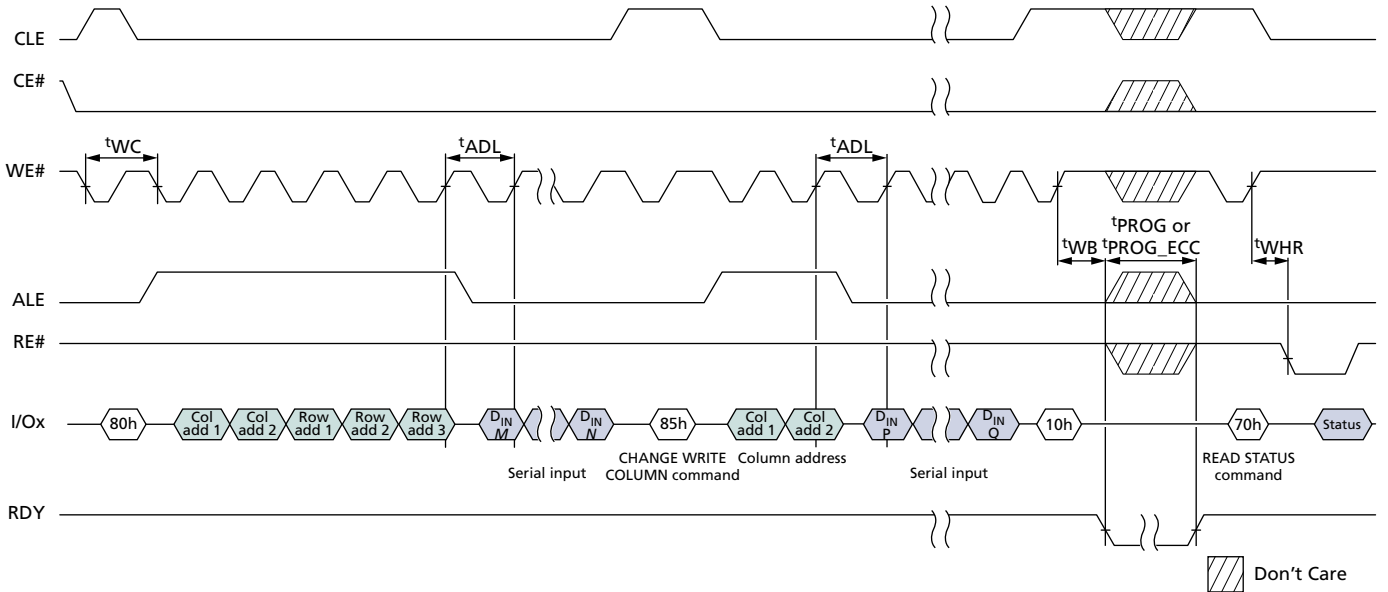 CLE
CE#
tWC
tADL
tADL
WE#
tPROG or
tWB tPROG_ECC
tWHR
ALE
RE#
I/Ox
80h
Col add 1
Col add 2
Row add 1
Row add 2
Row add 3
DIN M
DIN N
85h
Col add 1
Col add 2
DIN P
DIN Q
10h
70h
Status
Serial input
CHANGE WRITE
COLUMN command
Column address
Serial input
READ STATUS
command
RDY
Don't Care